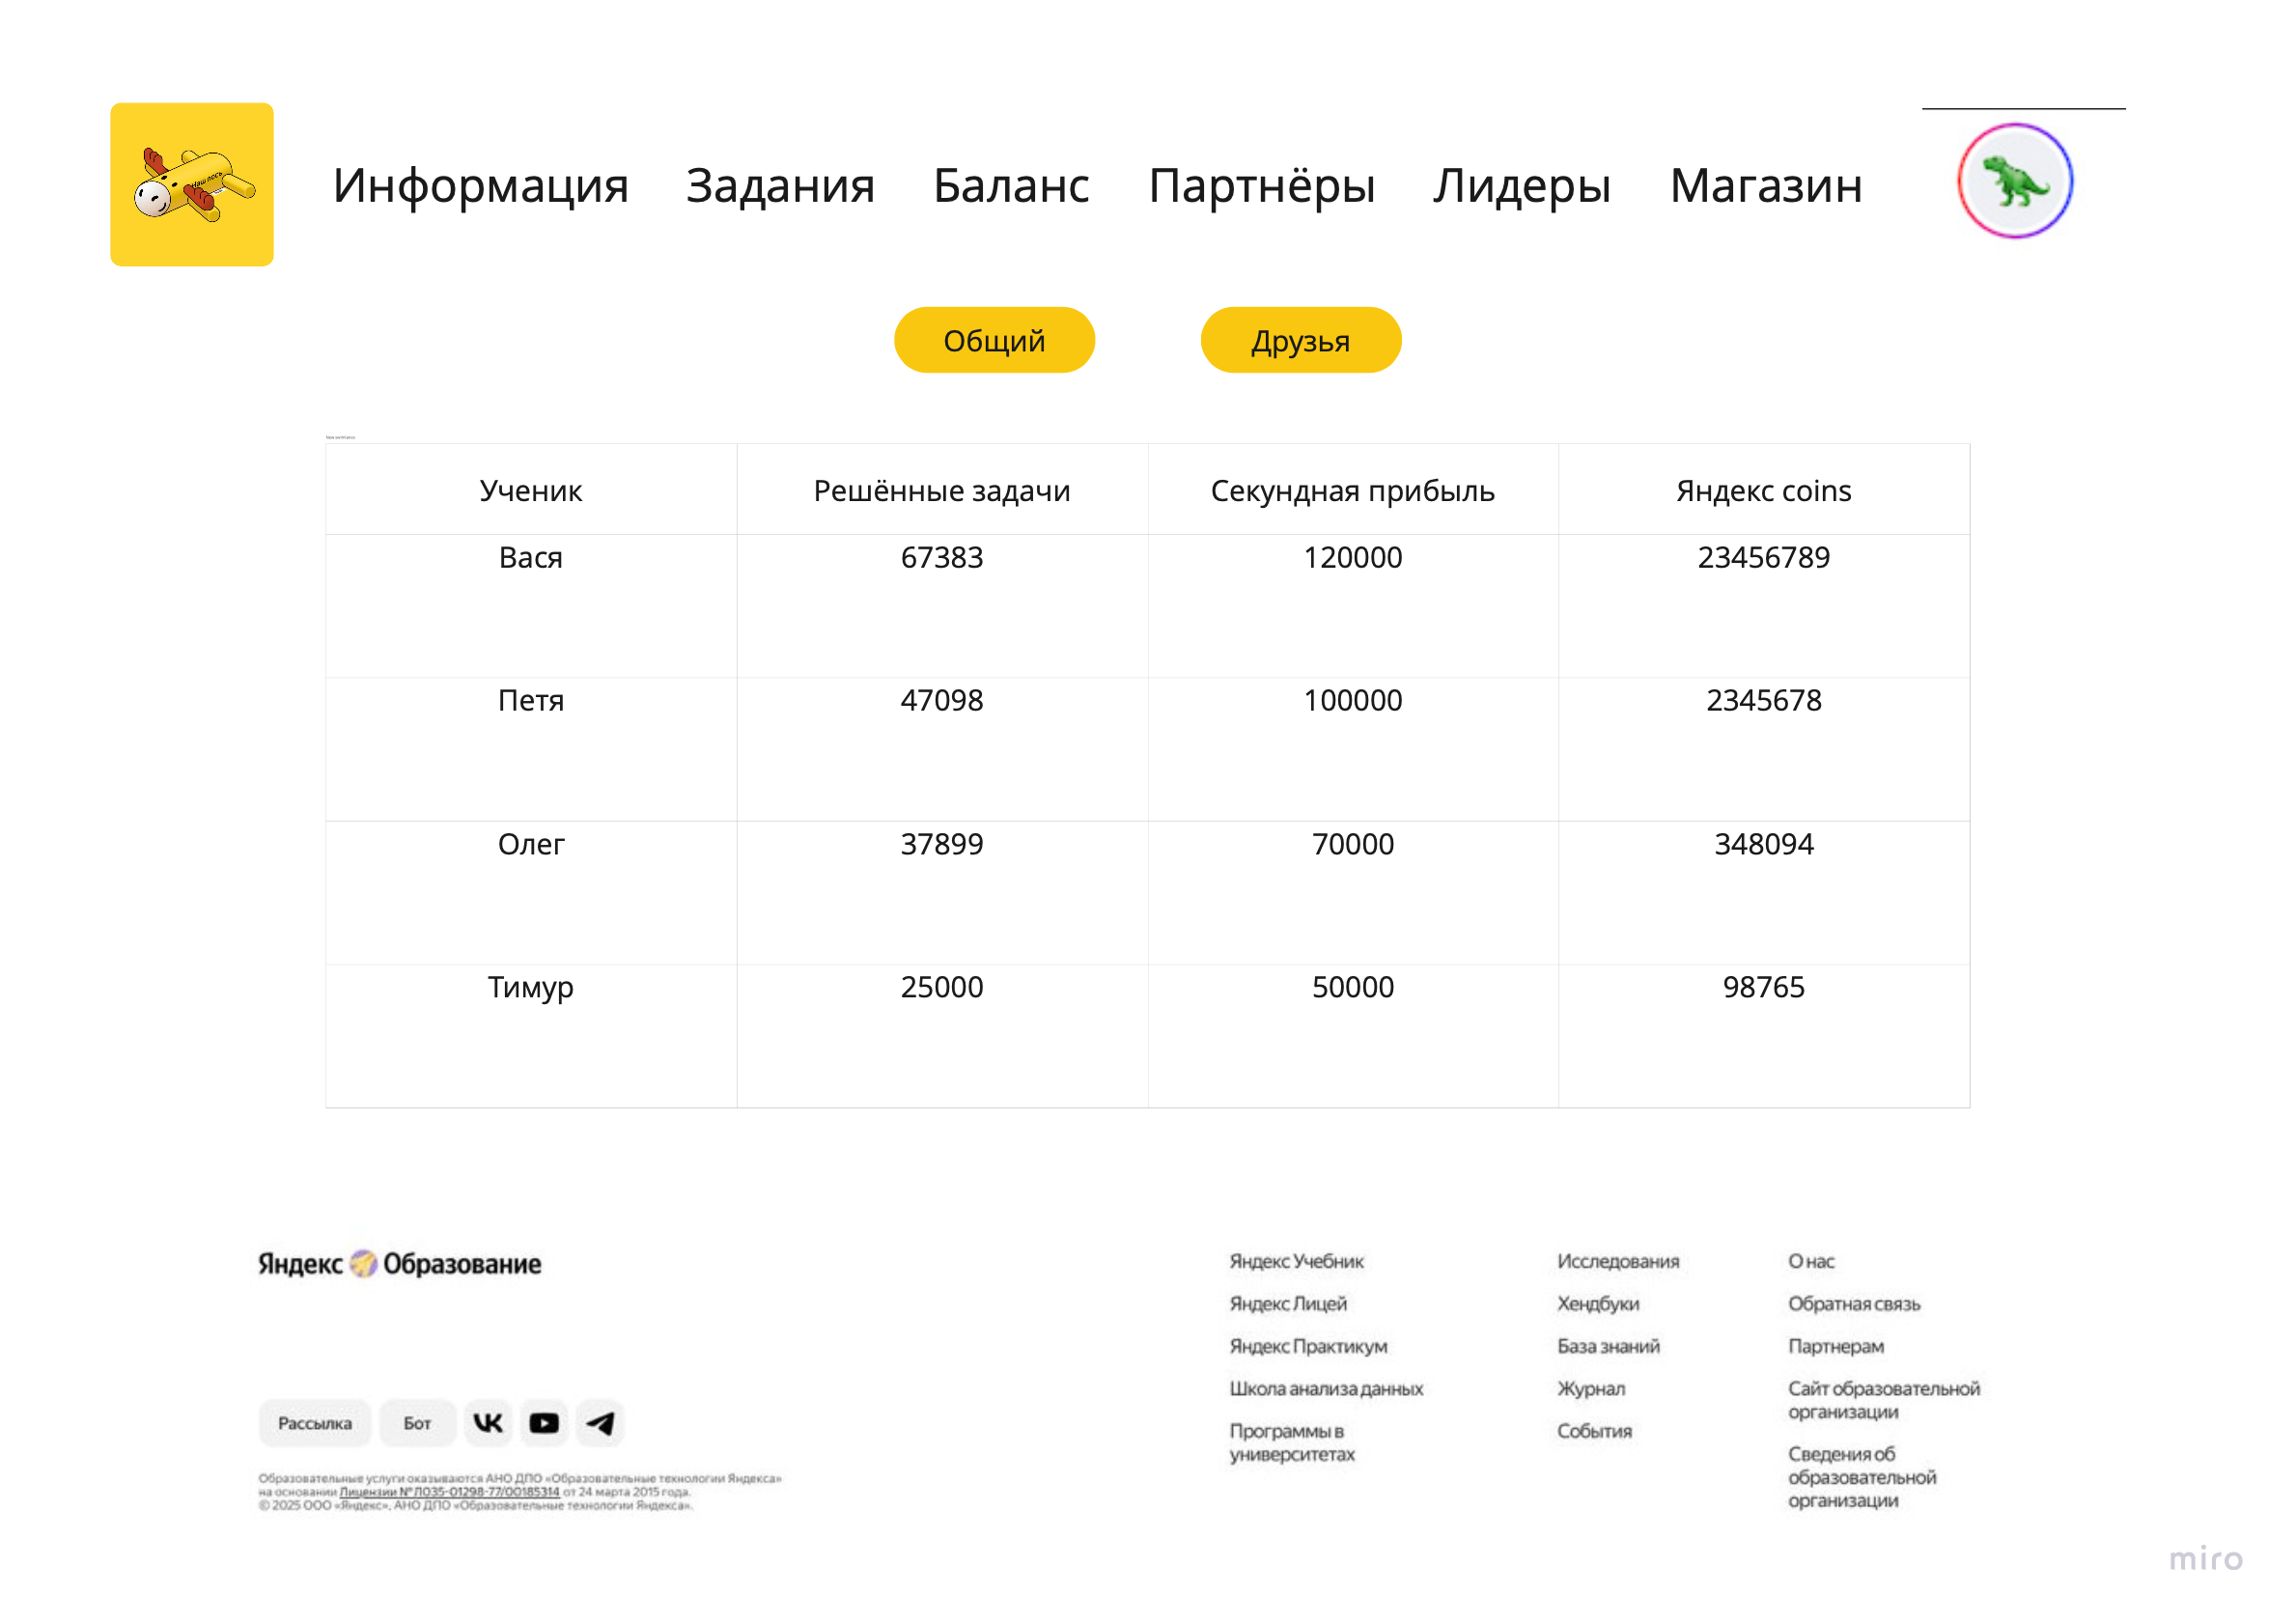 Наш лось
Информация Задания Баланс Партнёры Лидеры Магазин
Общий Друзья
Ученик Решённые задачи Секундная прибыль Яндекс coins
Вася 67383 120000 23456789
Петя 47098 100000 2345678
Олег 37899 70000 348094
Тимур 25000 50000 98765
Яндекс Образование
Рассылка Бот
Образовательные услуги оказываются АНО ДПО «Образовательные технологии Яндекса»
на основании Лицензии № Л035-01298-77/00185314 от 24 марта 2015 года.
© 2025 ООО «Яндекс», АНО ДПО «Образовательные технологии Яндекса».
Яндекс Учебник
Яндекс Лицей
Яндекс Практикум
Школа анализа данных
Программы в
университетах
Исследования
Хендбуки
База знаний
Журнал
События
О нас
Обратная связь
Партнерам
Сайт образовательной
организации
Сведения об
образовательной
организации
miro